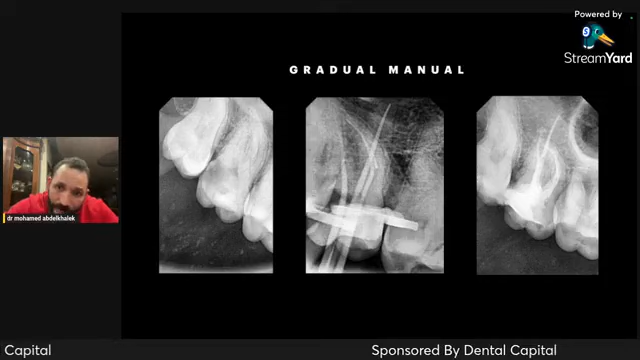 Powered by
StreamYard
GRADUAL MANUAL
dr mohamed abdelkhalek
Capital
Sponsored By Dental Capital